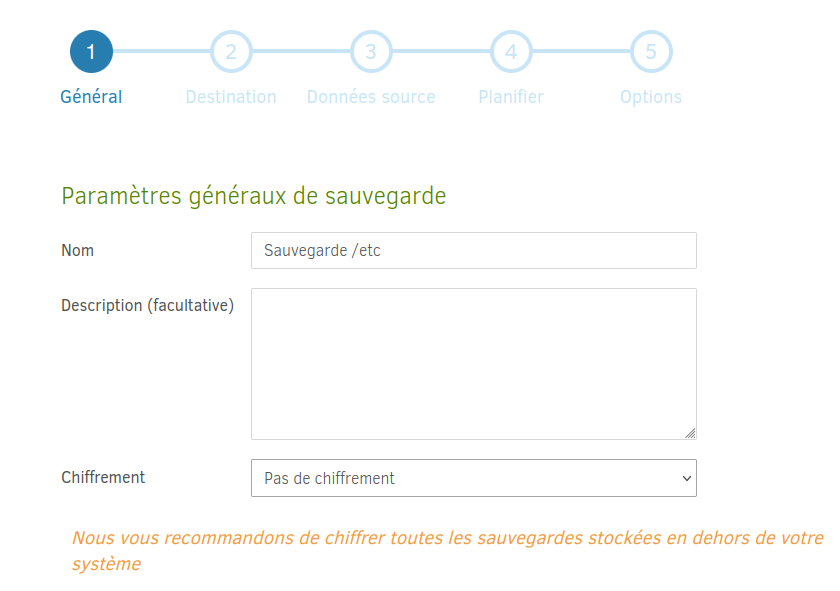 1 2 3 4 5
Général Destination Données source Planifier Options
Paramètres généraux de sauvegarde
Nom Sauvegarde /etc
Description (facultative)
Chiffrement Pas de chiffrement
Nous vous recommandons de chiffrer toutes les sauvegardes stockées en dehors de votre
système